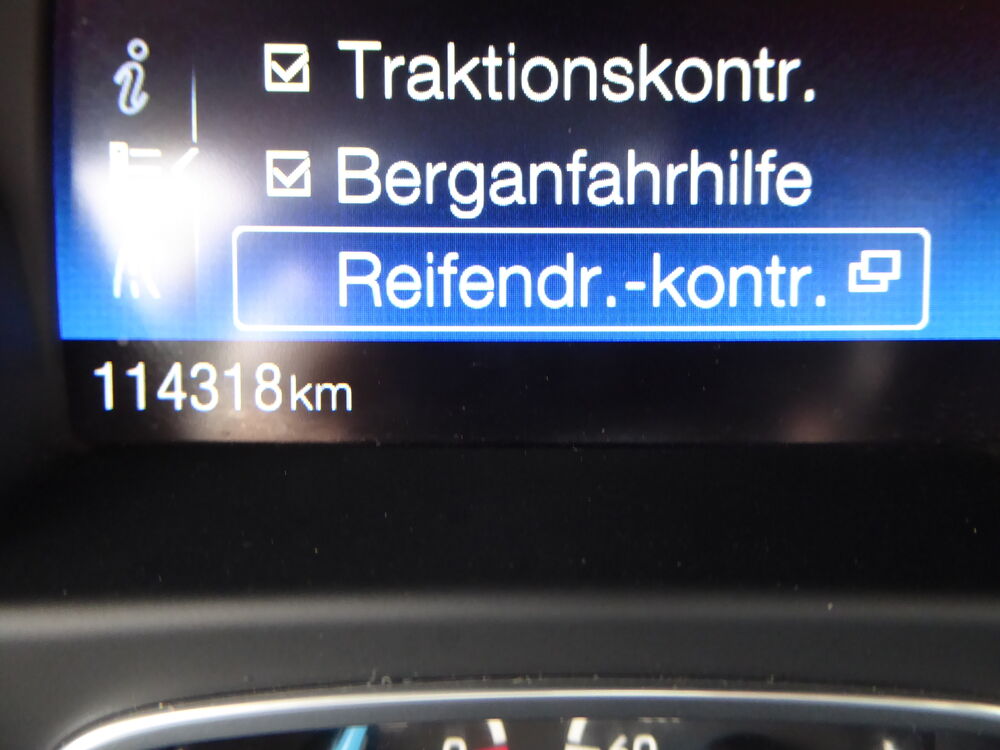 Traktionskontr.
Berganfahrhilfe
Reifendr.-kontr.
114318km